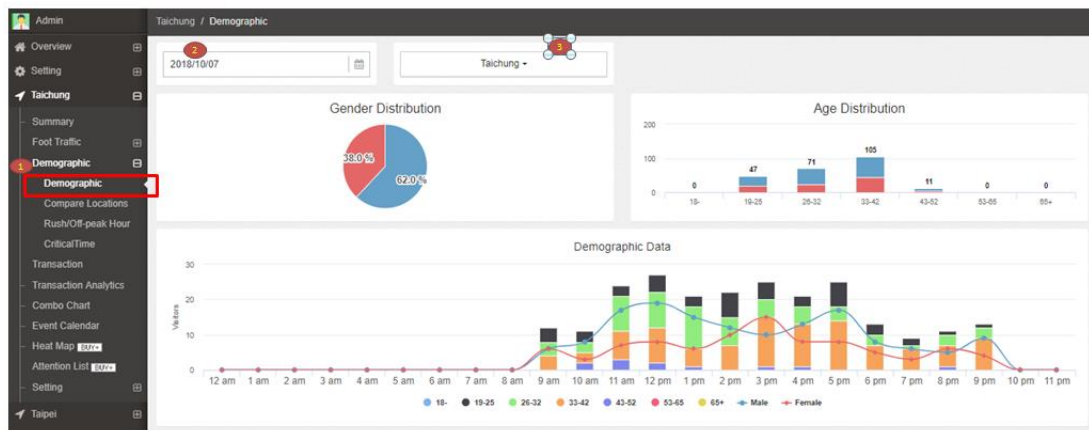 Admin
Taichung / Demographic
Overview
Setting
Taichung
Summary
Foot Traffic
1
Demographic
Demographic
Compare Locations
Rush/Off-peak Hour
CriticalTime
Transaction
Transaction Analytics
Combo Chart
Event Calendar
Heat Map BUY+
Attention List BUY+
Setting
Taipei
2
2018/10/07
3
Taichung
Gender Distribution
38.0 %
62.0 %
Age Distribution
200
100
0
0 47 71 105 11 0 0
18- 19-25 26-32 33-42 43-52 53-65 65+
Demographic Data
Visitors
30
20
10
0
12 am 1 am 2 am 3 am 4 am 5 am 6 am 7 am 8 am 9 am 10 am 11 am 12 pm 1 pm 2 pm 3 pm 4 pm 5 pm 6 pm 7 pm 8 pm 9 pm 10 pm 11 pm
18- 19-25 26-32 33-42 43-52 53-65 65+ Male Female